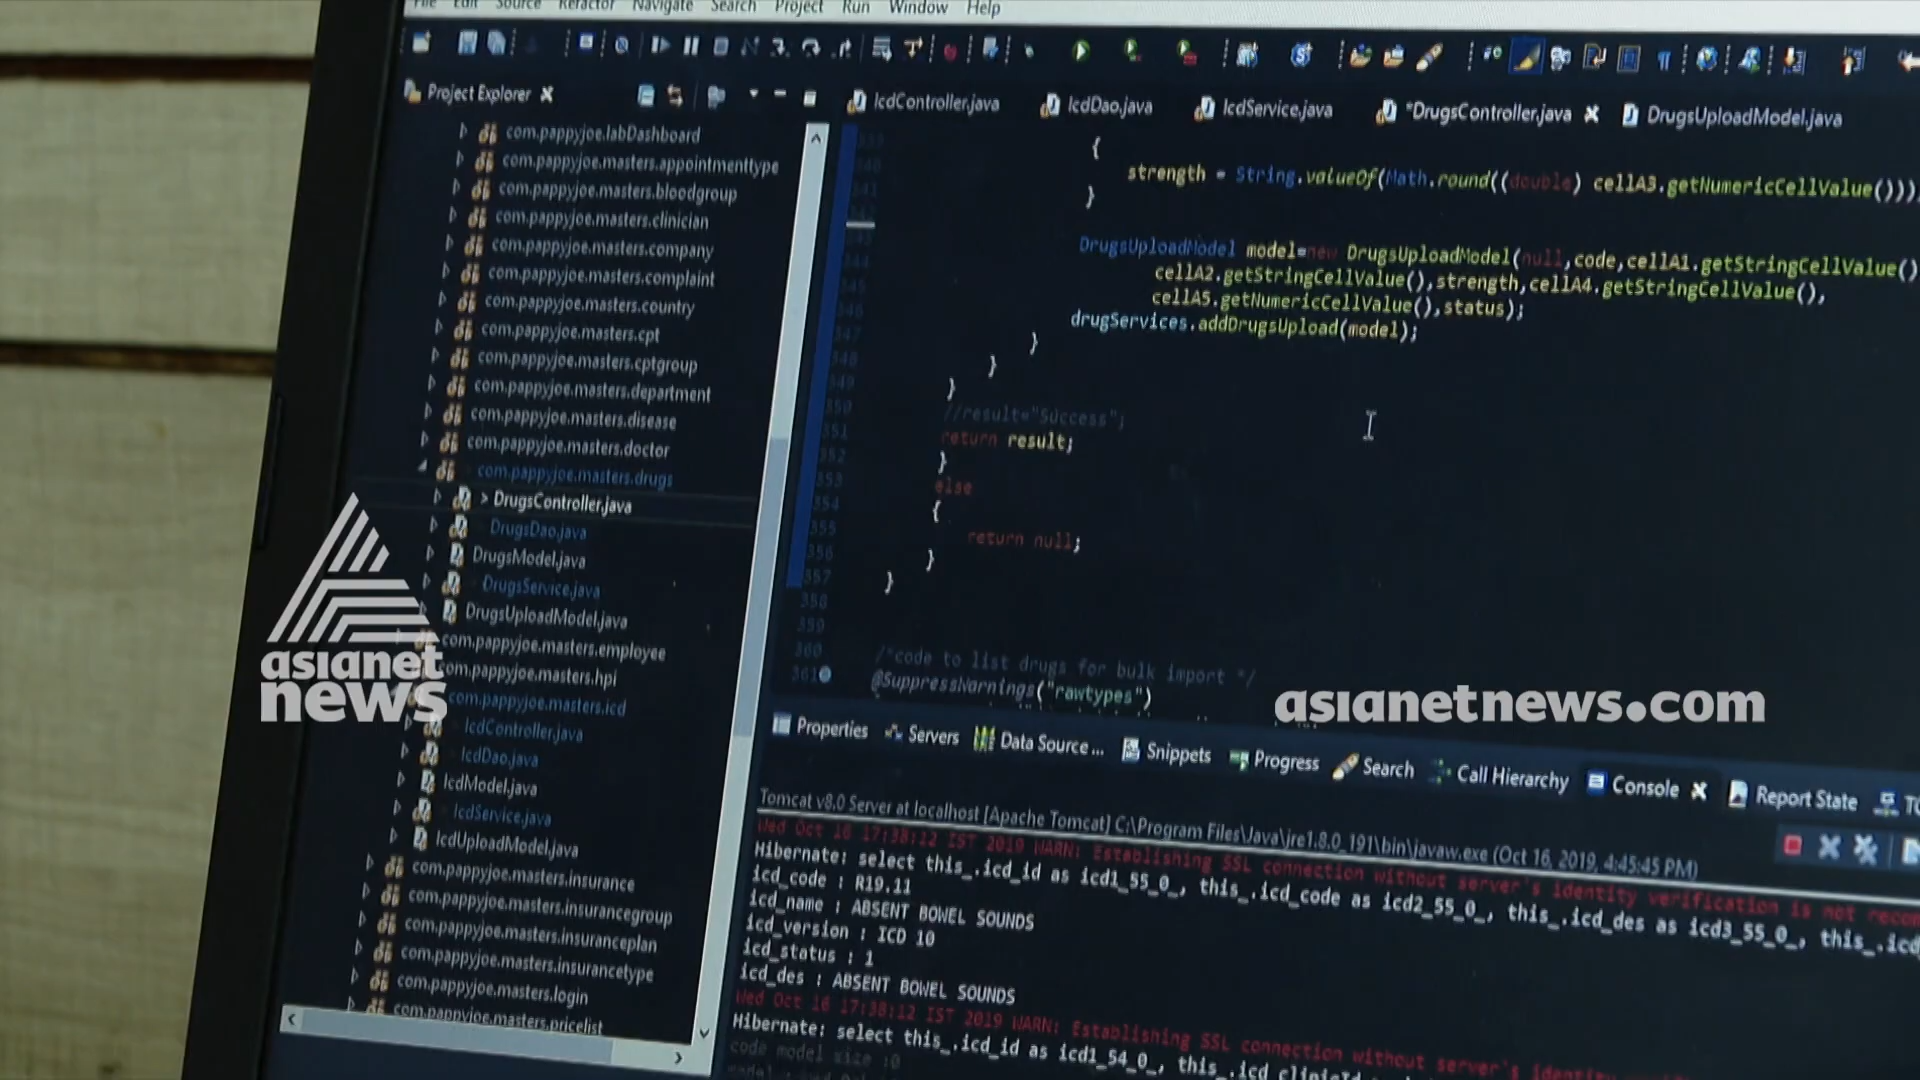 File Edit Source Refactor Navigate Search Project Run Window Help
Project Explorer
com.pappyjoe.labDashboard
com.pappyjoe.masters.appointmenttype
com.pappyjoe.masters.bloodgroup
com.pappyjoe.masters.clinician
com.pappyjoe.masters.company
com.pappyjoe.masters.complaint
com.pappyjoe.masters.country
com.pappyjoe.masters.cpt
com.pappyjoe.masters.cptgroup
com.pappyjoe.masters.department
com.pappyjoe.masters.disease
com.pappyjoe.masters.doctor
com.pappyjoe.masters.drugs
> DrugsController.java
DrugsDao.java
DrugsModel.java
DrugsService.java
DrugsUploadModel.java
com.pappyjoe.masters.employee
com.pappyjoe.masters.hpi
com.pappyjoe.masters.icd
IcdController.java
IcdDao.java
IcdModel.java
IcdService.java
IcdUploadModel.java
com.pappyjoe.masters.insurance
com.pappyjoe.masters.insurancegroup
com.pappyjoe.masters.insuranceplan
com.pappyjoe.masters.insurancetype
com.pappyjoe.masters.login
com.pappyjoe.masters.pricelist
asianet
news
IcdController.java IcdDao.java IcdService.java *DrugsController.java DrugsUploadModel.java
{
strength = String.valueOf(Math.round((double) cellA3.getNumericCellValue()));
}
DrugsUploadModel model=new DrugsUploadModel(null,code,cellA1.getStringCellValue()
cellA2.getStringCellValue(),strength,cellA4.getStringCellValue(),
cellA5.getNumericCellValue(),status);
drugServices.addDrugsUpload(model);
}
}
}
//result="Success";
return result;
}
else
{
return null;
}
}
/*code to list drugs for bulk import */
@SuppressWarnings("rawtypes")
asianetnews.com
Properties Servers Data Source ... Snippets Progress Search Call Hierarchy Console Report State
Tomcat v8.0 Server at localhost [Apache Tomcat] C:\Program Files\Java\jre1.8.0_191\bin\javaw.exe (Oct 16, 2019, 4:45:45 PM)
Wed Oct 16 17:38:12 IST 2019 WARN: Establishing SSL connection without server's identity verification is not
Hibernate: select this_.icd_id as icd1_55_0_, this_.icd_code as icd2_55_0_, this_.icd_des as icd3_55_0_, this_.icd
icd_code : R19.11
icd_name : ABSENT BOWEL SOUNDS
icd_version : ICD 10
icd_status : 1
icd_des : ABSENT BOWEL SOUNDS
Wed Oct 16 17:38:12 IST 2019 WARN: Establishing SSL connection without server's
Hibernate: select this_.icd_id as icd1_54_0_, this_.icd
code model size :0